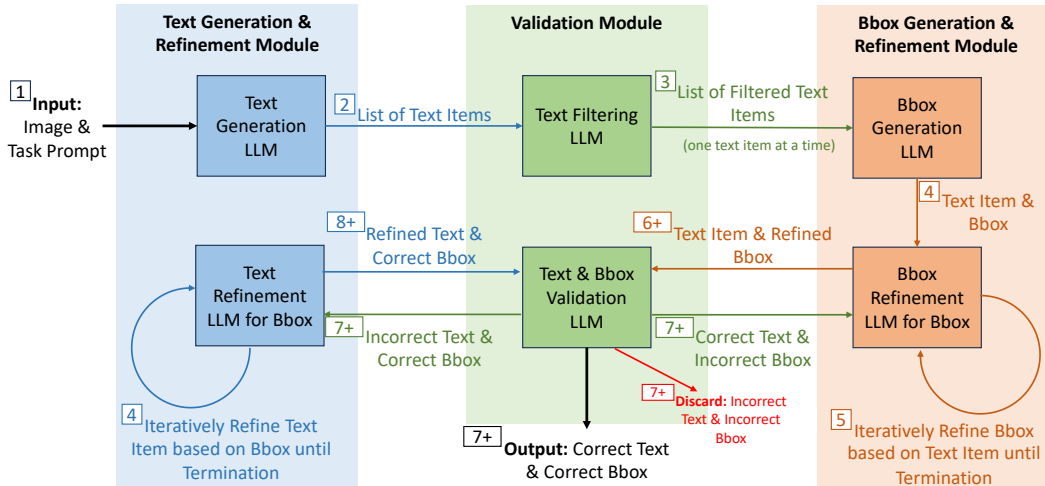 Text Generation &
Refinement Module
Validation Module
Bbox Generation &
Refinement Module
1
Input:
Image &
Task Prompt
Text
Generation
LLM
2
List of Text Items
Text Filtering
LLM
3
List of Filtered Text
Items
(one text item at a time)
Bbox
Generation
LLM
4
Text Item &
Bbox
8+
Refined Text &
Correct Bbox
6+
Text Item & Refined
Bbox
Text
Refinement
LLM for Bbox
Text & Bbox
Validation
LLM
Bbox
Refinement
LLM for Bbox
7+
Incorrect Text &
Correct Bbox
7+
Correct Text &
Incorrect Bbox
7+
Discard: Incorrect
Text & Incorrect
Bbox
4
Iteratively Refine Text
Item based on Bbox until
Termination
7+
Output: Correct Text
& Correct Bbox
5
Iteratively Refine Bbox
based on Text Item until
Termination